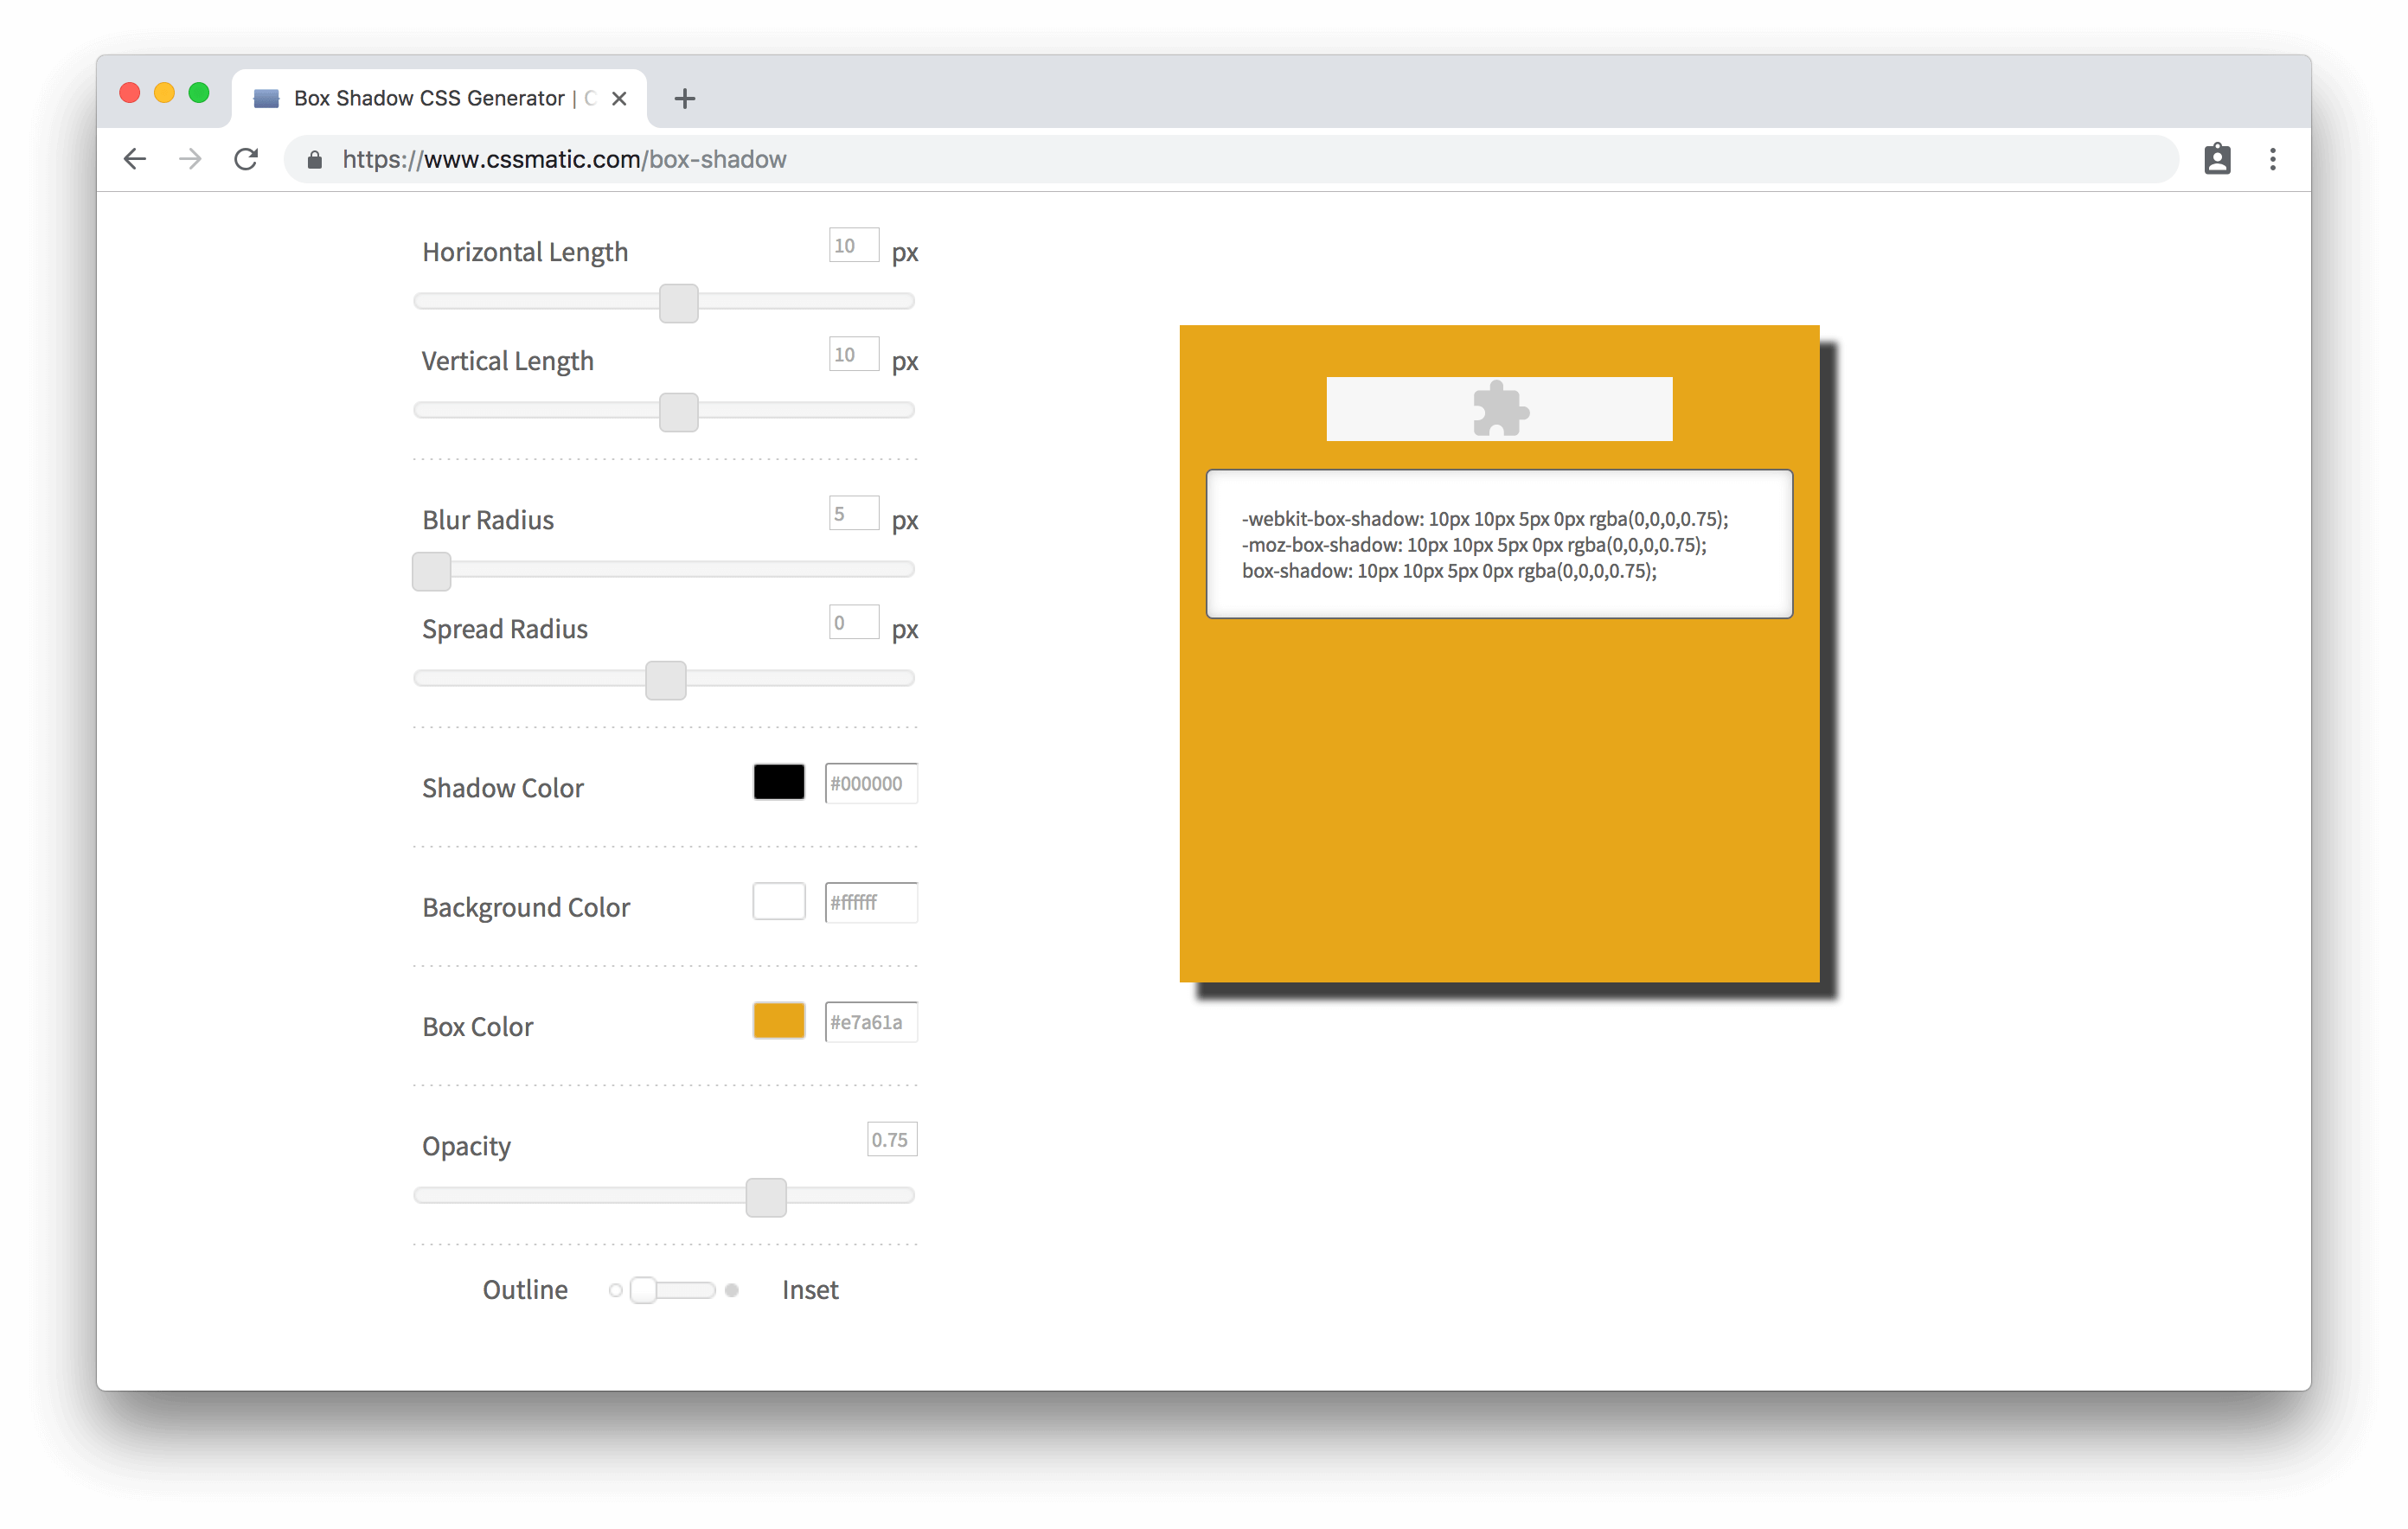 Box Shadow CSS Generator | C
https://www.cssmatic.com/box-shadow
Horizontal Length 10 px
Vertical Length 10 px
Blur Radius 5 px
Spread Radius 0 px
Shadow Color #000000
Background Color #ffffff
Box Color #e7a61a
Opacity 0.75
Outline Inset
-webkit-box-shadow: 10px 10px 5px 0px rgba(0,0,0,0.75);
-moz-box-shadow: 10px 10px 5px 0px rgba(0,0,0,0.75);
box-shadow: 10px 10px 5px 0px rgba(0,0,0,0.75);